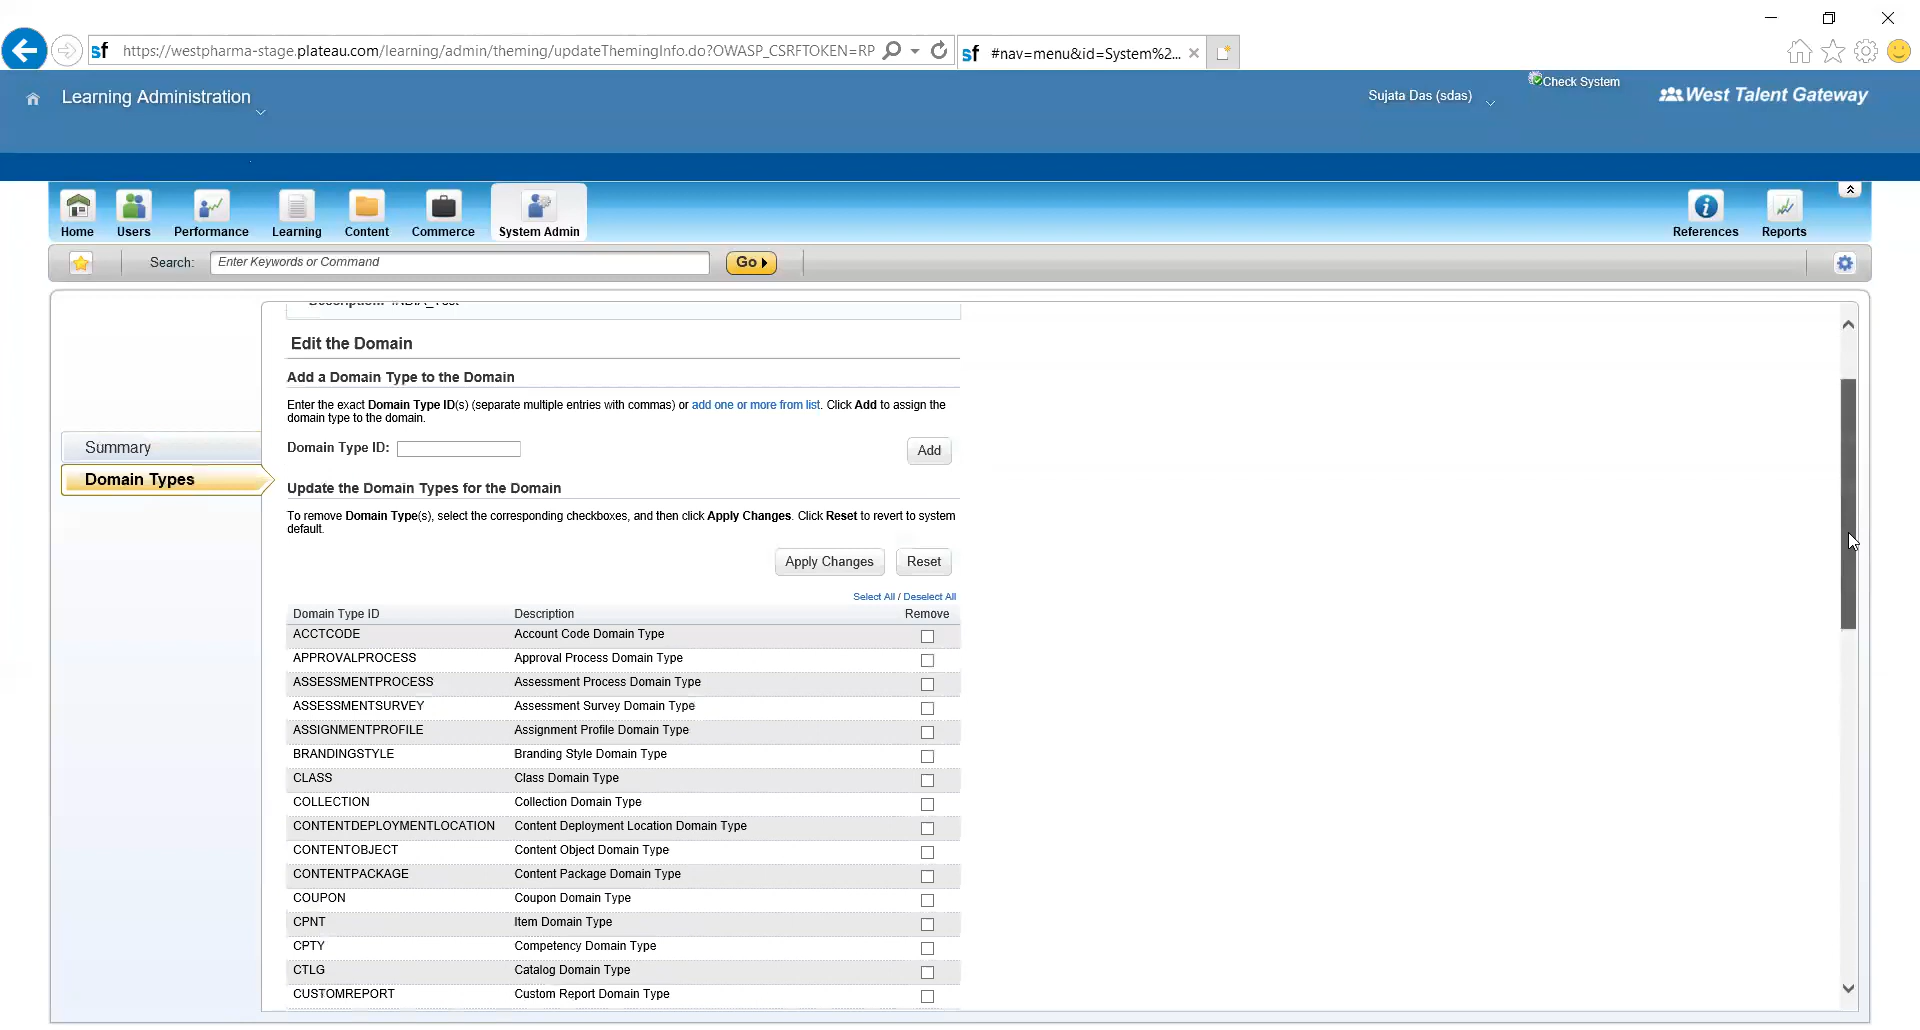 https://westpharma-stage.plateau.com/learning/admin/theming/updateThemingInfo.do?OWASP_CSRFTOKEN=RP
#nav=menu&id=System%2...
Learning Administration
Sujata Das (sdas)
Check System
West Talent Gateway
Home
Users
Performance
Learning
Content
Commerce
System Admin
References
Reports
Search:
Enter Keywords or Command
Go
Summary
Domain Types
Edit the Domain
Add a Domain Type to the Domain
Enter the exact Domain Type ID(s) (separate multiple entries with commas) or add one or more from list. Click Add to assign the
domain type to the domain.
Domain Type ID:
Add
Update the Domain Types for the Domain
To remove Domain Type(s), select the corresponding checkboxes, and then click Apply Changes. Click Reset to revert to system
default.
Apply Changes
Reset
Select All / Deselect All
Domain Type ID Description Remove
ACCTCODE Account Code Domain Type
APPROVALPROCESS Approval Process Domain Type
ASSESSMENTPROCESS Assessment Process Domain Type
ASSESSMENTSURVEY Assessment Survey Domain Type
ASSIGNMENTPROFILE Assignment Profile Domain Type
BRANDINGSTYLE Branding Style Domain Type
CLASS Class Domain Type
COLLECTION Collection Domain Type
CONTENTDEPLOYMENTLOCATION Content Deployment Location Domain Type
CONTENTOBJECT Content Object Domain Type
CONTENTPACKAGE Content Package Domain Type
COUPON Coupon Domain Type
CPNT Item Domain Type
CPTY Competency Domain Type
CTLG Catalog Domain Type
CUSTOMREPORT Custom Report Domain Type